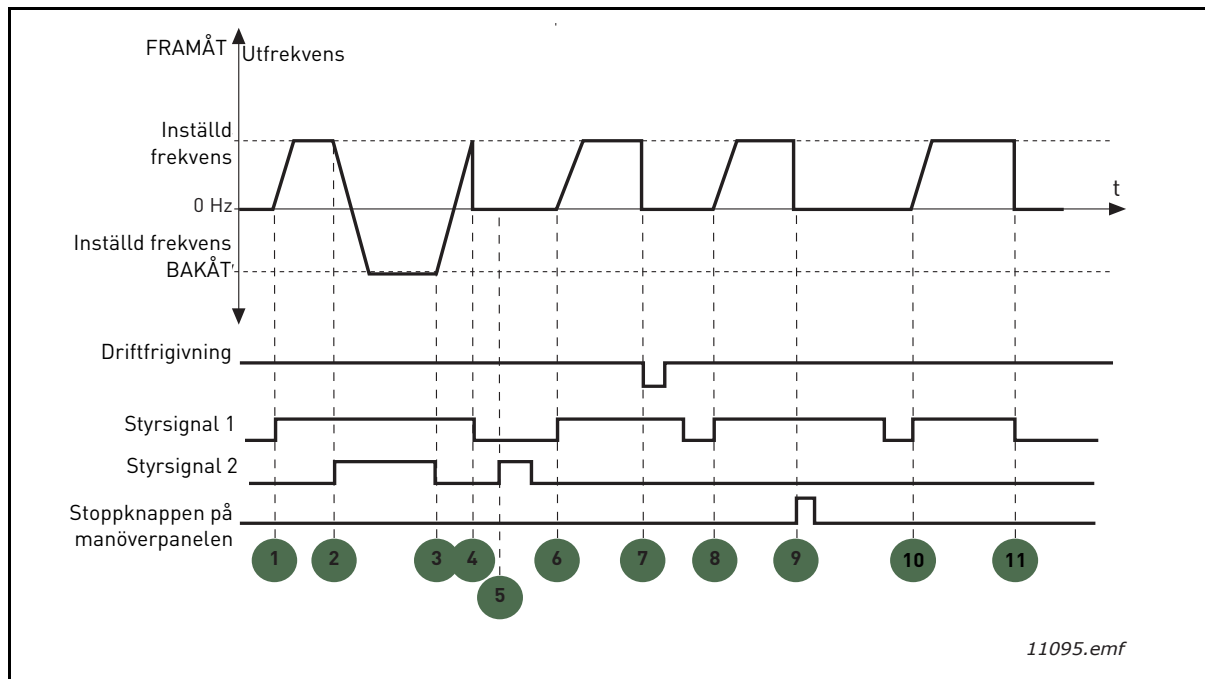 FRAMÅT
Utfrekvens
Inställd
frekvens
t
0 Hz
Inställd frekvens
BAKÅT
Driftfrigivning
Styrsignal 1
Styrsignal 2
Stoppknappen på
manöverpanelen
1 2 3 4 6 7 8 9 10 11
5
11095.emf